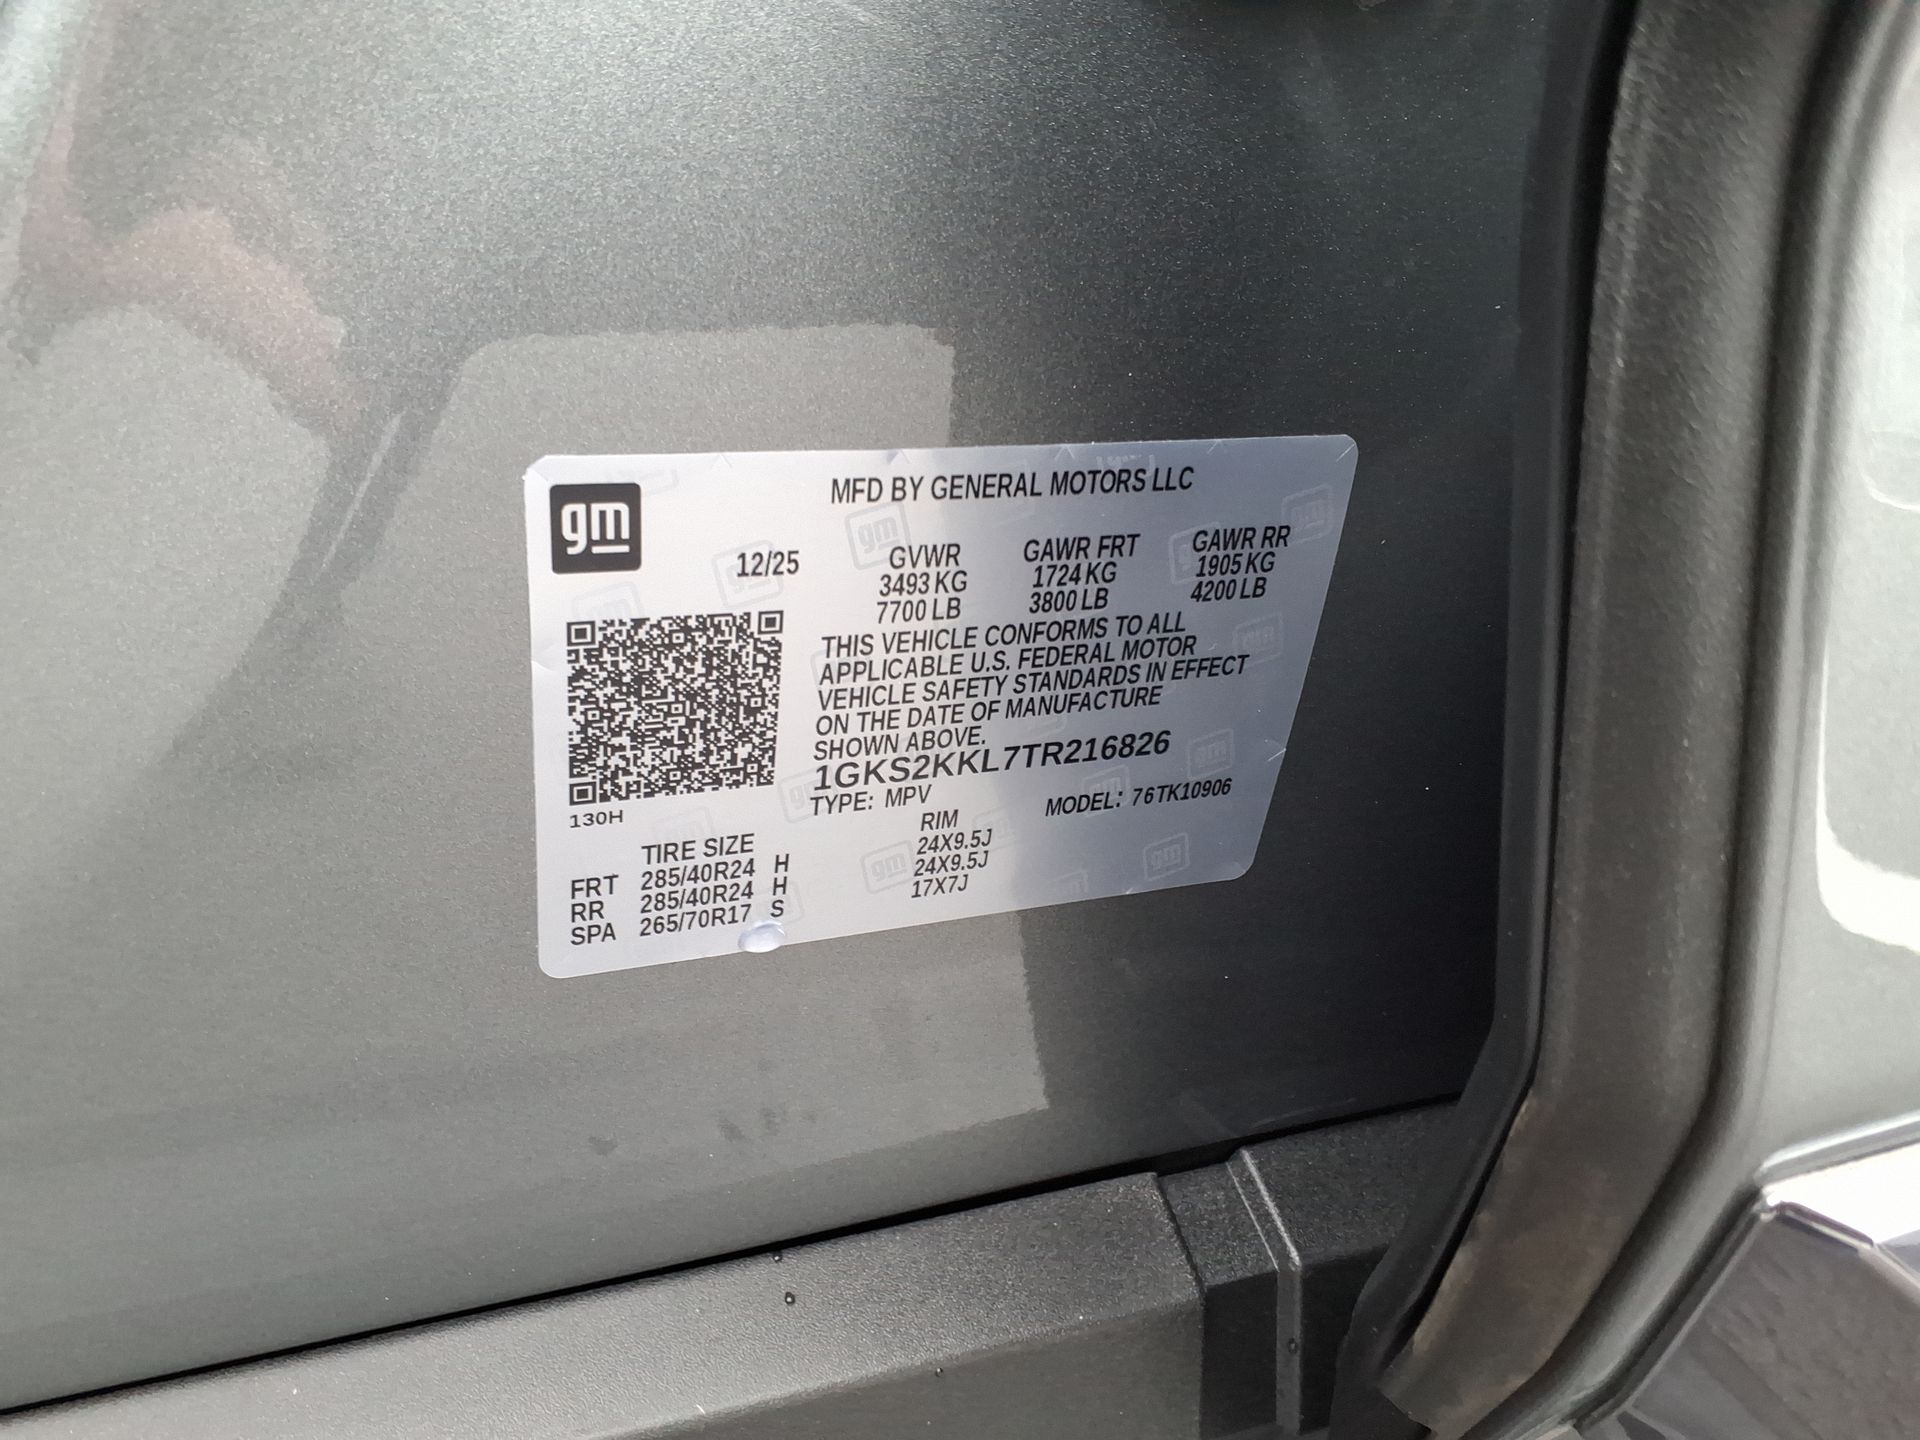 gm
MFD BY GENERAL MOTORS LLC
12/25
GVWR GAWR FRT GAWR RR
3493 KG 1724 KG 1905 KG
7700 LB 3800 LB 4200 LB
THIS VEHICLE CONFORMS TO ALL
APPLICABLE U.S. FEDERAL MOTOR
VEHICLE SAFETY STANDARDS IN EFFECT
ON THE DATE OF MANUFACTURE
SHOWN ABOVE.
1GKS2KKL7TR216826
TYPE: MPV MODEL: 76TK10906
130H
TIRE SIZE RIM
FRT 285/40R24 H 24X9.5J
RR 285/40R24 H 24X9.5J
SPA 265/70R17 S 17X7J